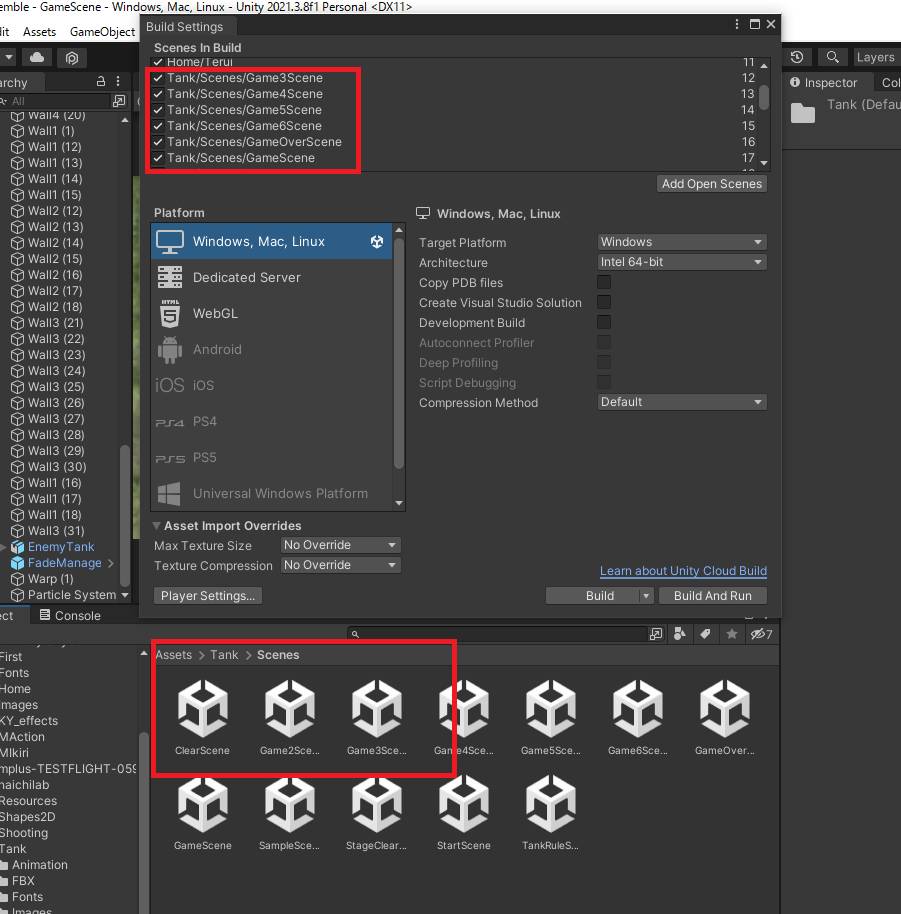 emble - GameScene - Windows, Mac, Linux - Unity 2021.3.8f1 Personal <DX11>
dit Assets GameObject
Build Settings
Layers
archy
All
Inspector
Col
Tank (Defau
Scenes In Build
Home/Terui 11
Tank/Scenes/Game3Scene 12
Tank/Scenes/Game4Scene 13
Tank/Scenes/Game5Scene 14
Tank/Scenes/Game6Scene 15
Tank/Scenes/GameOverScene 16
Tank/Scenes/GameScene 17
Add Open Scenes
Wall4 (20)
Wall1 (1)
Wall1 (12)
Wall1 (13)
Wall1 (14)
Wall1 (15)
Wall2 (12)
Wall2 (13)
Wall2 (14)
Wall2 (15)
Wall2 (16)
Wall2 (17)
Wall2 (18)
Wall3 (21)
Wall3 (22)
Wall3 (23)
Wall3 (24)
Wall3 (25)
Wall3 (26)
Wall3 (27)
Wall3 (28)
Wall3 (29)
Wall3 (30)
Wall1 (16)
Wall1 (17)
Wall1 (18)
Wall3 (31)
EnemyTank
FadeManage
Warp (1)
Particle System
Platform
Windows, Mac, Linux
Dedicated Server
HTML
5
WebGL
Android
iOS iOS
PS4 PS4
PS5 PS5
Universal Windows Platform
Windows, Mac, Linux
Target Platform Windows
Architecture Intel 64-bit
Copy PDB files
Create Visual Studio Solution
Development Build
Autoconnect Profiler
Deep Profiling
Script Debugging
Compression Method Default
Asset Import Overrides
Max Texture Size No Override
Texture Compression No Override
Learn about Unity Cloud Build
Player Settings...
Build
Build And Run
ect Console
7
First
Fonts
Home
mages
KY_effects
MAction
MIkiri
mplus-TESTFLIGHT-059
naichilab
Resources
Shapes2D
Shooting
Tank
Animation
FBX
Fonts
Images
Assets > Tank > Scenes
ClearScene
Game2Sce...
Game3Sce...
Game4Sce...
Game5Sce...
Game6Sce...
GameOver...
GameScene
SampleSce...
StageClear...
StartScene
TankRuleS...